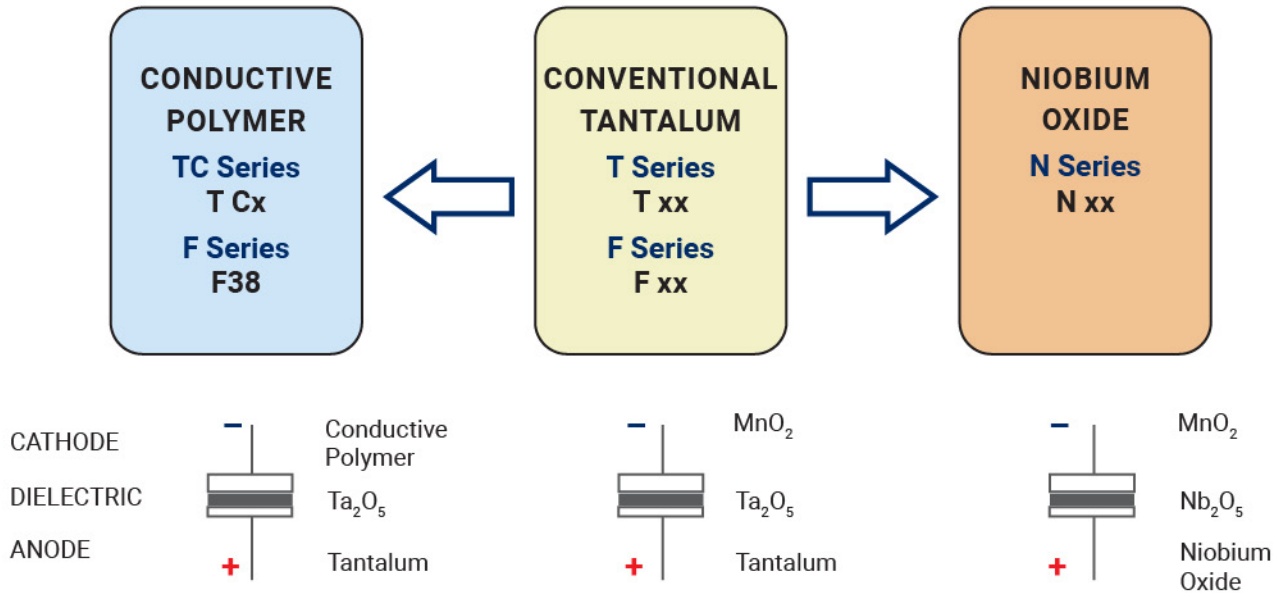 CONDUCTIVE
POLYMER
TC Series
T Cx
F Series
F38
CONVENTIONAL
TANTALUM
T Series
T xx
F Series
F xx
NIOBIUM
OXIDE
N Series
N xx
CATHODE
DIELECTRIC
ANODE
−
Conductive
Polymer
Ta₂O₅
+
Tantalum
−
MnO₂
Ta₂O₅
+
Tantalum
−
MnO₂
Nb₂O₅
+
Niobium
Oxide